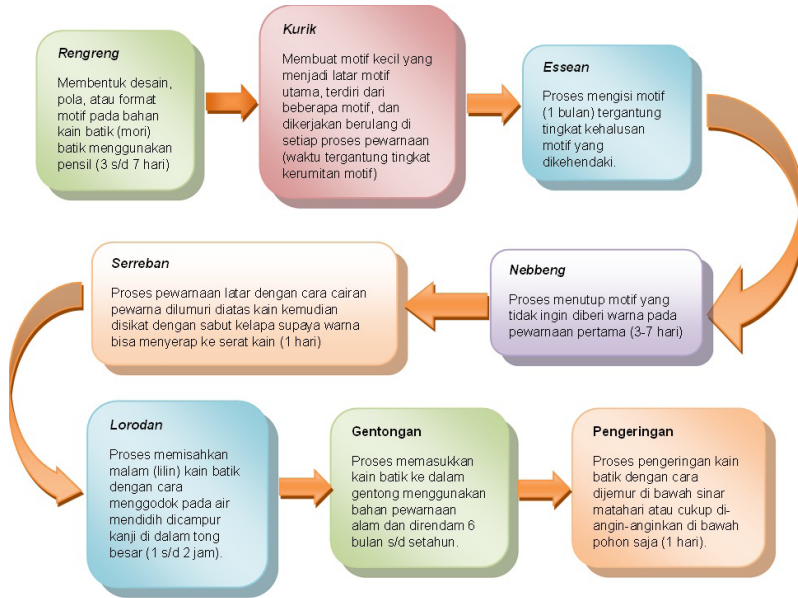 Rengreng
Membentuk desain,
pola, atau format
motif pada bahan
kain batik (mori)
batik menggunakan
pensil (3 s/d 7 hari)
Kurik
Membuat motif kecil yang
menjadi latar motif
utama, terdiri dari
beberapa motif, dan
dikerjakan berulang di
setiap proses pewarnaan
(waktu tergantung tingkat
kerumitan motif)
Essean
Proses mengisi motif
(1 bulan) tergantung
tingkat kehalusan
motif yang
dikehendaki.
Nebbeng
Proses menutup motif yang
tidak ingin diberi warna pada
pewarnaan pertama (3-7 hari)
Serreban
Proses pewarnaan latar dengan cara cairan
pewarna dilumuri diatas kain kemudian
disikat dengan sabut kelapa supaya warna
bisa menyerap ke serat kain (1 hari)
Lorodan
Proses memisahkan
malam (lilin) kain batik
dengan cara
menggodok pada air
mendidih dicampur
kanji di dalam tong
besar (1 s/d 2 jam).
Gentongan
Proses memasukkan
kain batik ke dalam
gentong menggunakan
bahan pewarnaan
alam dan direndam 6
bulan s/d setahun.
Pengeringan
Proses pengeringan kain
batik dengan cara
dijemur di bawah sinar
matahari atau cukup di-
angin-anginkan di bawah
pohon saja (1 hari).